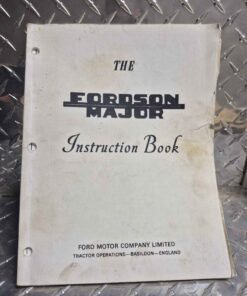 THE
FORDSON
MAJOR
Instruction Book
FORD MOTOR COMPANY LIMITED
TRACTOR OPERATIONS—BASILDON—ENGLAND